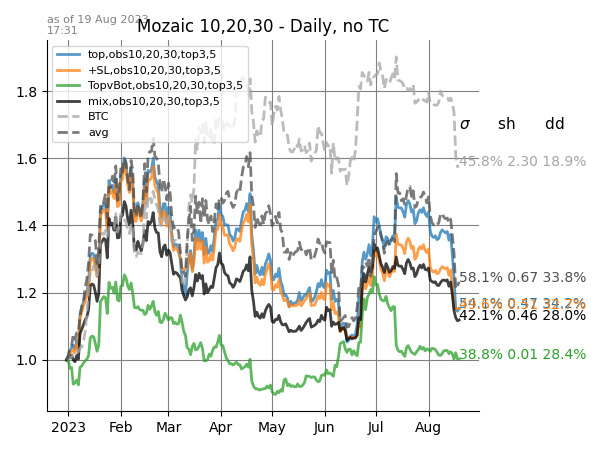 as of 19 Aug 2023
17:31
Mozaic 10,20,30 - Daily, no TC
top,obs10,20,30,top3,5
+SL,obs10,20,30,top3,5
TopvBot,obs10,20,30,top3,5
mix,obs10,20,30,top3,5
BTC
avg
σ sh dd
45.8% 2.30 18.9%
58.1% 0.67 33.8%
42.1% 0.46 28.0%
38.8% 0.01 28.4%
1.8
1.6
1.4
1.2
1.0
2023 Feb Mar Apr May Jun Jul Aug